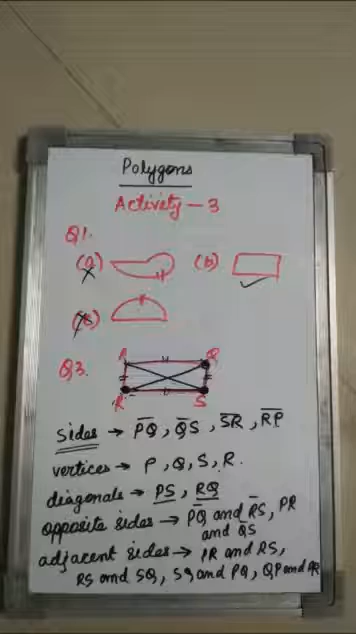 Polygons
Activity - 3
Q1.
(a) (b)
(c)
Q3.
P Q
R S
sides → PQ, QS, SR, RP
vertices → P, Q, S, R.
diagonals → PS, RQ
opposite sides → PQ and RS, PR
and QS
adjacent sides → PR and RS,
RS and SQ, SQ and PQ, QP and PR